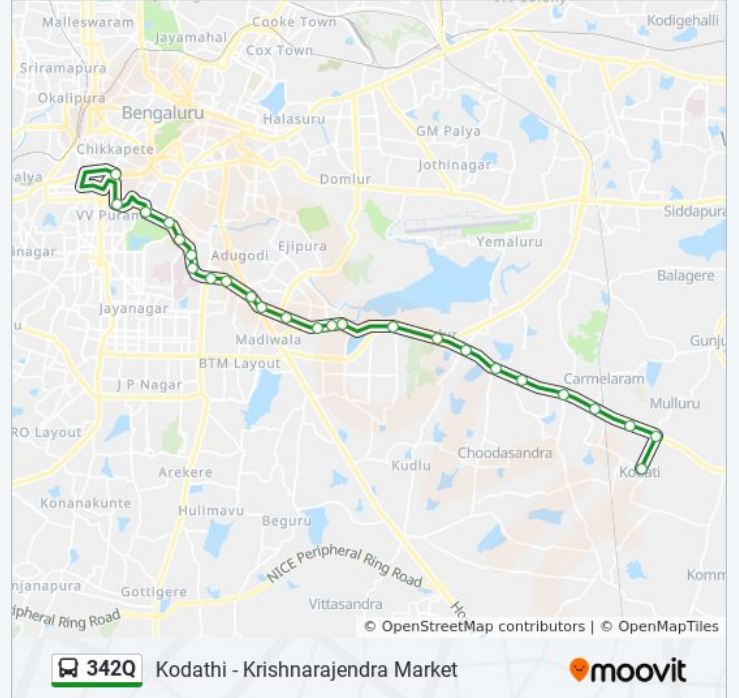 Malleswaram
Cooke Town
Kodigehalli
Jayamahal
Cox Town
Sriramapura
Okalipura
Bengaluru
Halasuru
GM Palya
Chikkapete
Jothinagar
alya
Domlur
VV Puram
Siddapura
inagar
Adugodi
Ejipura
Yemaluru
Balagere
Jayanagar
u
Madiwala
Gunju
BTM Layout
J P Nagar
Carmelaram
Mulluru
RO Layout
Choodasandra
Arekere
Kudlu
Kodati
Konanakunte
Hulimavu
Beguru
NICE Peripheral Ring Road
Komm
njanapura
Gottigere
ipheral Ring Road
Vittasandra
Ho
© OpenStreetMap contributors | © OpenMapTiles
342Q Kodathi - Krishnarajendra Market
moovit